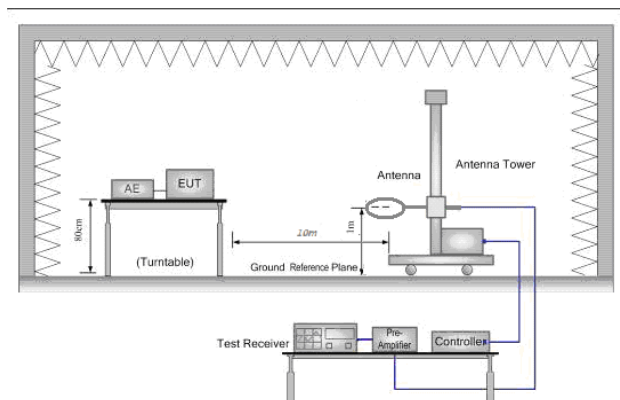 Antenna
Antenna Tower
AE
EUT
80cm
10m
1m
(Turntable)
Ground Reference Plane
Test Receiver
Pre-
Amplifier
Controller